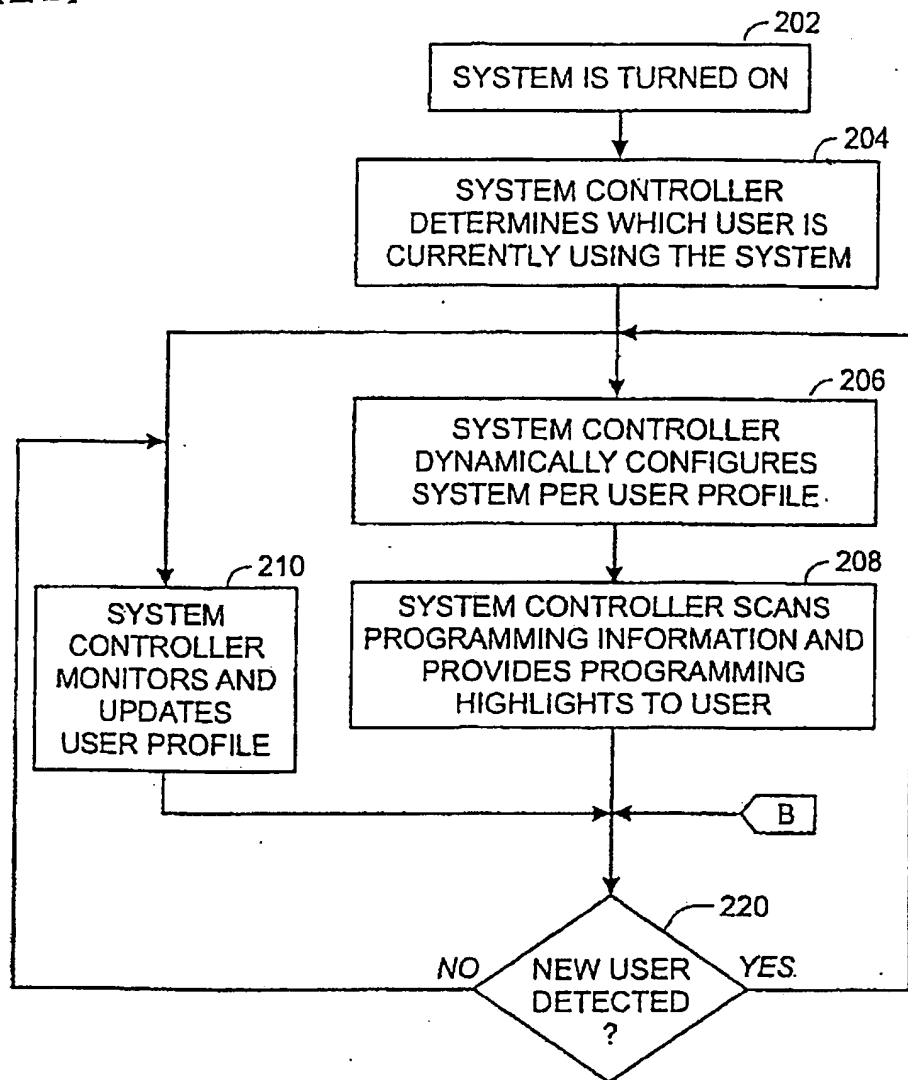 202
SYSTEM IS TURNED ON
204
SYSTEM CONTROLLER
DETERMINES WHICH USER IS
CURRENTLY USING THE SYSTEM
206
SYSTEM CONTROLLER
DYNAMICALLY CONFIGURES
SYSTEM PER USER PROFILE
210
SYSTEM
CONTROLLER
MONITORS AND
UPDATES
USER PROFILE
208
SYSTEM CONTROLLER SCANS
PROGRAMMING INFORMATION AND
PROVIDES PROGRAMMING
HIGHLIGHTS TO USER
B
220
NO
NEW USER
DETECTED
?
YES